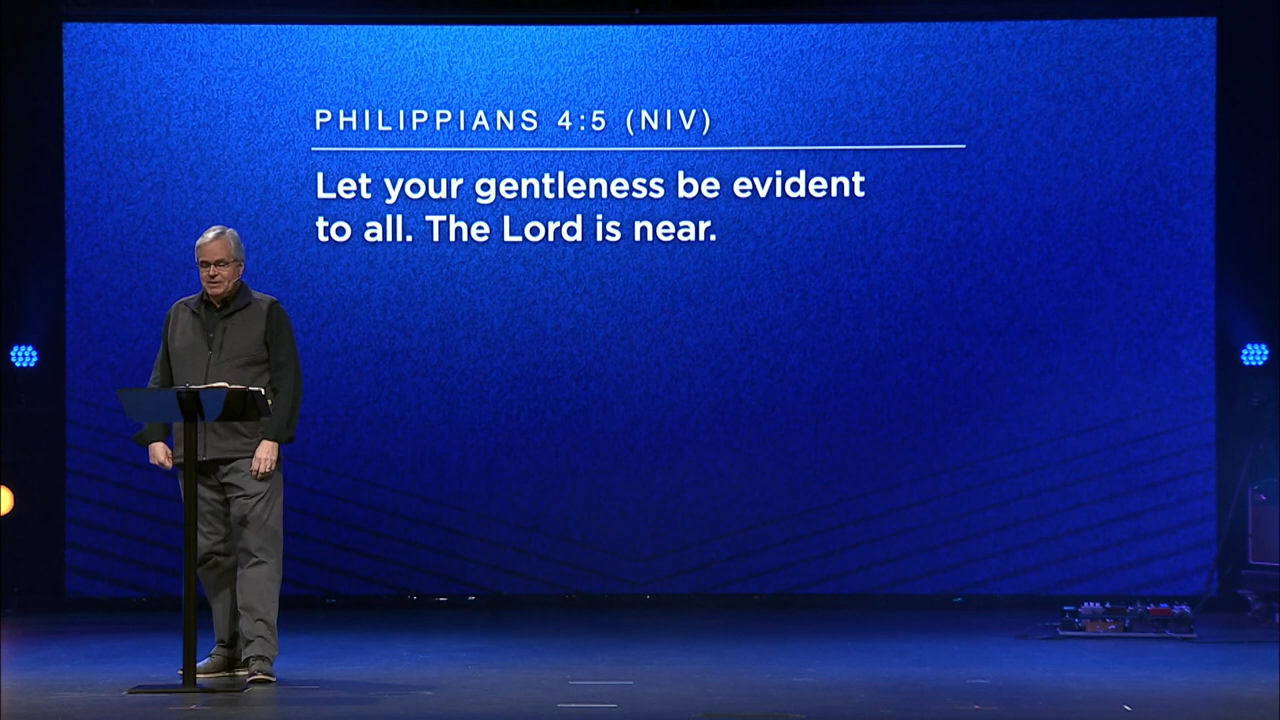 PHILIPPIANS 4:5 (NIV)
Let your gentleness be evident
to all. The Lord is near.